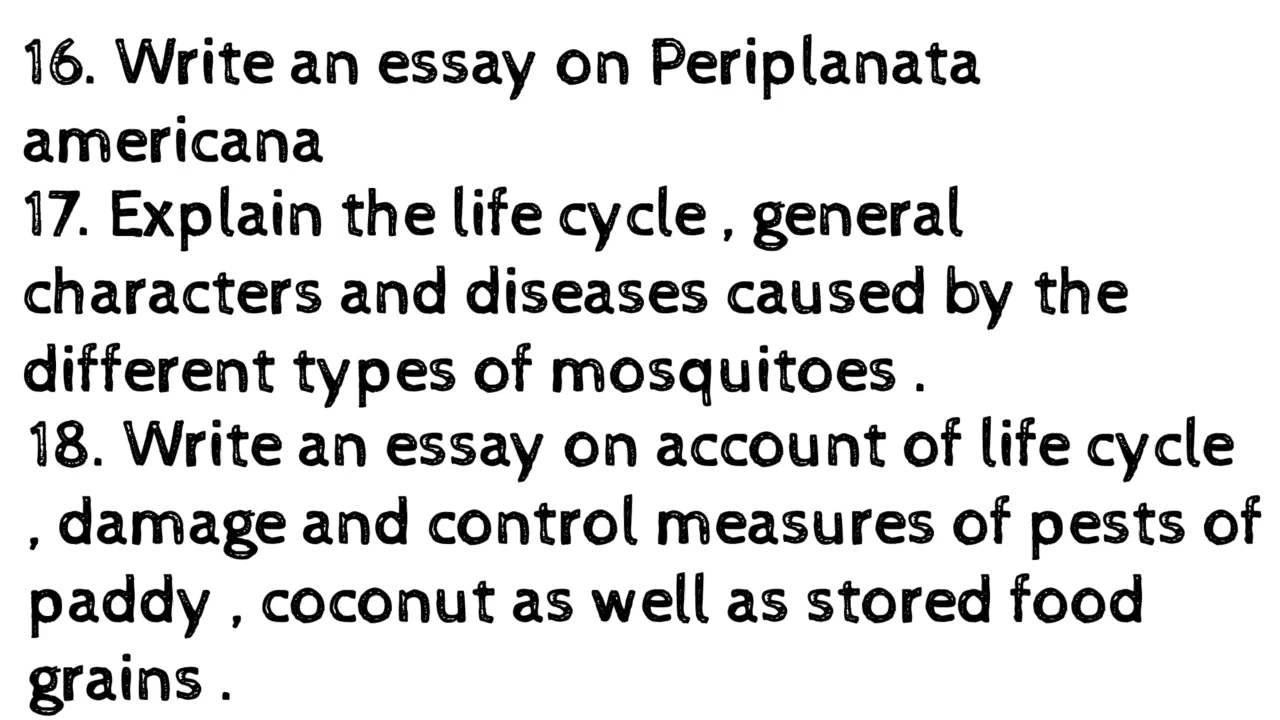 16. Write an essay on Periplanata
americana
17. Explain the life cycle , general
characters and diseases caused by the
different types of mosquitoes .
18. Write an essay on account of life cycle
, damage and control measures of pests of
paddy , coconut as well as stored food
grains .